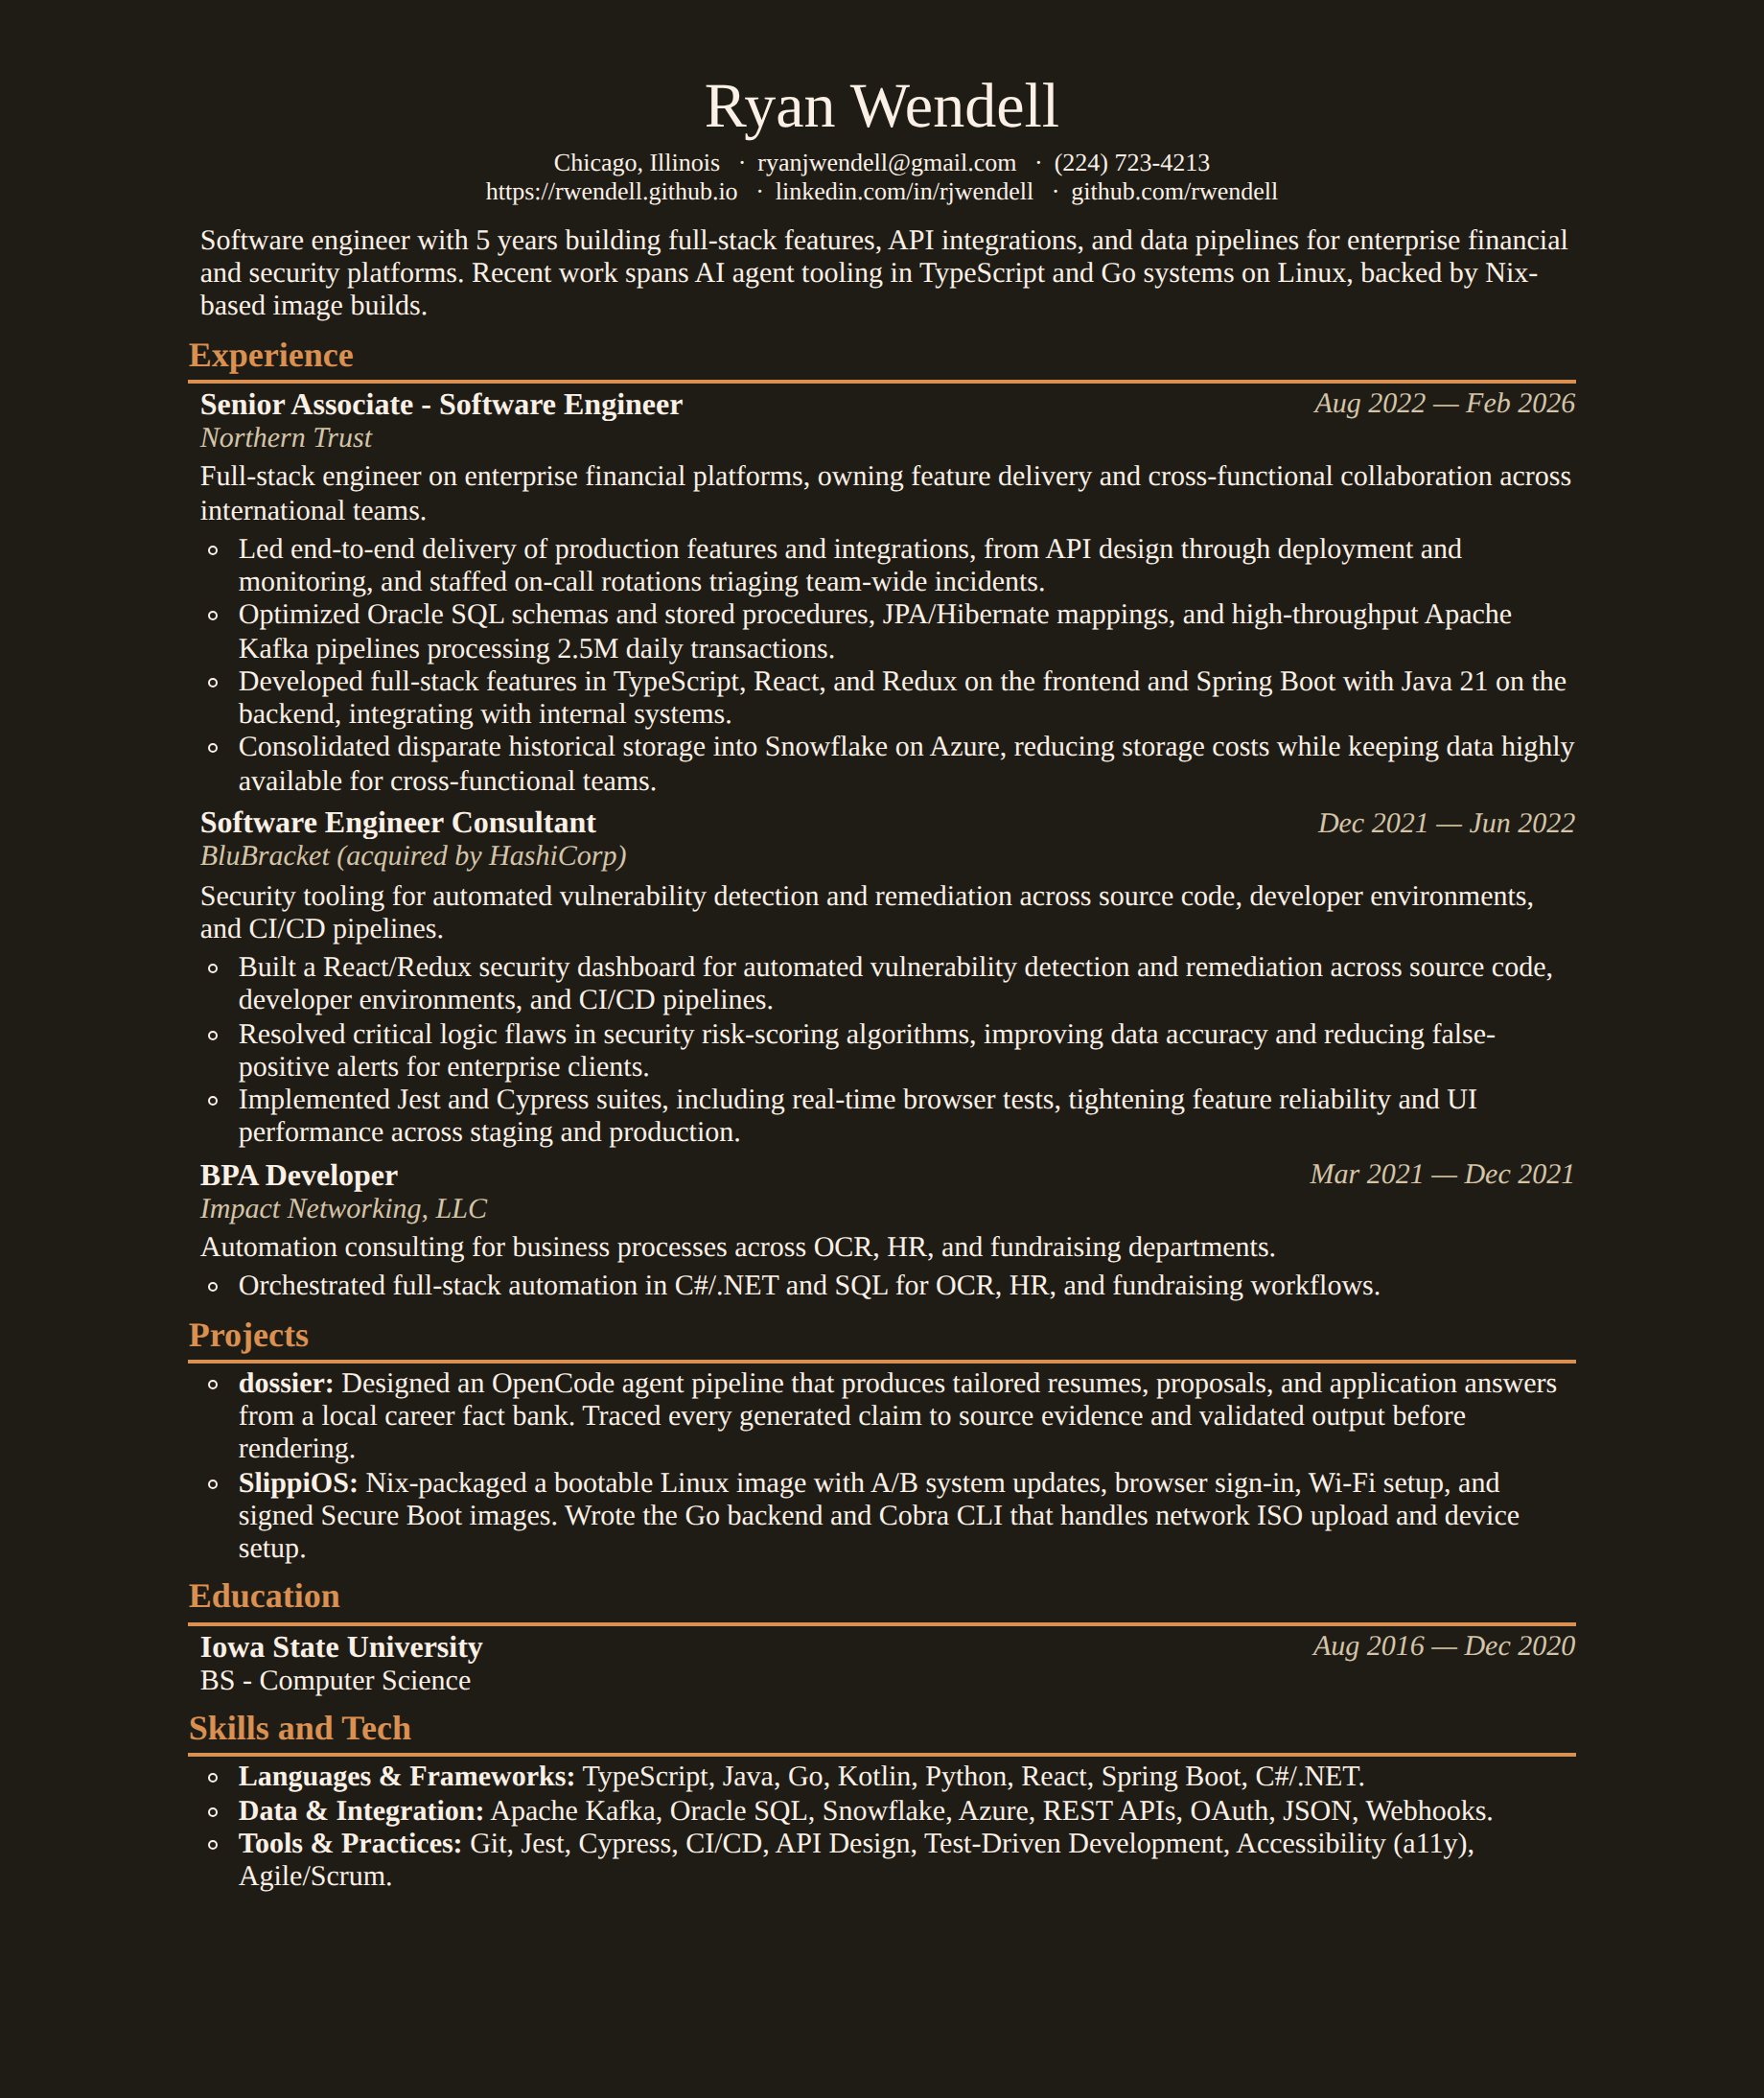 Ryan Wendell
Chicago, Illinois · ryanjwendell@gmail.com · (224) 723-4213
https://rwendell.github.io · linkedin.com/in/rjwendell · github.com/rwendell
Software engineer with 5 years building full-stack features, API integrations, and data pipelines for enterprise financial
and security platforms. Recent work spans AI agent tooling in TypeScript and Go systems on Linux, backed by Nix-
based image builds.
Experience
Senior Associate - Software Engineer Aug 2022 — Feb 2026
Northern Trust
Full-stack engineer on enterprise financial platforms, owning feature delivery and cross-functional collaboration across
international teams.
◦ Led end-to-end delivery of production features and integrations, from API design through deployment and
monitoring, and staffed on-call rotations triaging team-wide incidents.
◦ Optimized Oracle SQL schemas and stored procedures, JPA/Hibernate mappings, and high-throughput Apache
Kafka pipelines processing 2.5M daily transactions.
◦ Developed full-stack features in TypeScript, React, and Redux on the frontend and Spring Boot with Java 21 on the
backend, integrating with internal systems.
◦ Consolidated disparate historical storage into Snowflake on Azure, reducing storage costs while keeping data highly
available for cross-functional teams.
Software Engineer Consultant Dec 2021 — Jun 2022
BluBracket (acquired by HashiCorp)
Security tooling for automated vulnerability detection and remediation across source code, developer environments,
and CI/CD pipelines.
◦ Built a React/Redux security dashboard for automated vulnerability detection and remediation across source code,
developer environments, and CI/CD pipelines.
◦ Resolved critical logic flaws in security risk-scoring algorithms, improving data accuracy and reducing false-
positive alerts for enterprise clients.
◦ Implemented Jest and Cypress suites, including real-time browser tests, tightening feature reliability and UI
performance across staging and production.
BPA Developer Mar 2021 — Dec 2021
Impact Networking, LLC
Automation consulting for business processes across OCR, HR, and fundraising departments.
◦ Orchestrated full-stack automation in C#/.NET and SQL for OCR, HR, and fundraising workflows.
Projects
◦ dossier: Designed an OpenCode agent pipeline that produces tailored resumes, proposals, and application answers
from a local career fact bank. Traced every generated claim to source evidence and validated output before
rendering.
◦ SlippiOS: Nix-packaged a bootable Linux image with A/B system updates, browser sign-in, Wi-Fi setup, and
signed Secure Boot images. Wrote the Go backend and Cobra CLI that handles network ISO upload and device
setup.
Education
Iowa State University Aug 2016 — Dec 2020
BS - Computer Science
Skills and Tech
◦ Languages & Frameworks: TypeScript, Java, Go, Kotlin, Python, React, Spring Boot, C#/.NET.
◦ Data & Integration: Apache Kafka, Oracle SQL, Snowflake, Azure, REST APIs, OAuth, JSON, Webhooks.
◦ Tools & Practices: Git, Jest, Cypress, CI/CD, API Design, Test-Driven Development, Accessibility (a11y),
Agile/Scrum.